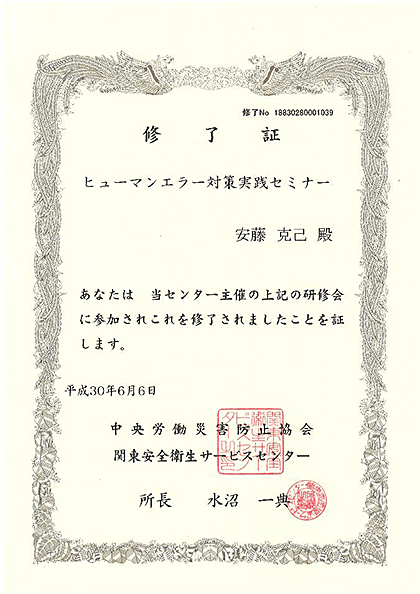 修了No 18830280001039
修了証
ヒューマンエラー対策実践セミナー
安藤 克己 殿
あなたは 当センター主催の上記の研修会
に参加されこれを修了されましたことを証
します。
平成30年6月6日
中央労働災害防止協会
関東安全衛生サービスセンター
所長 水沼 一典